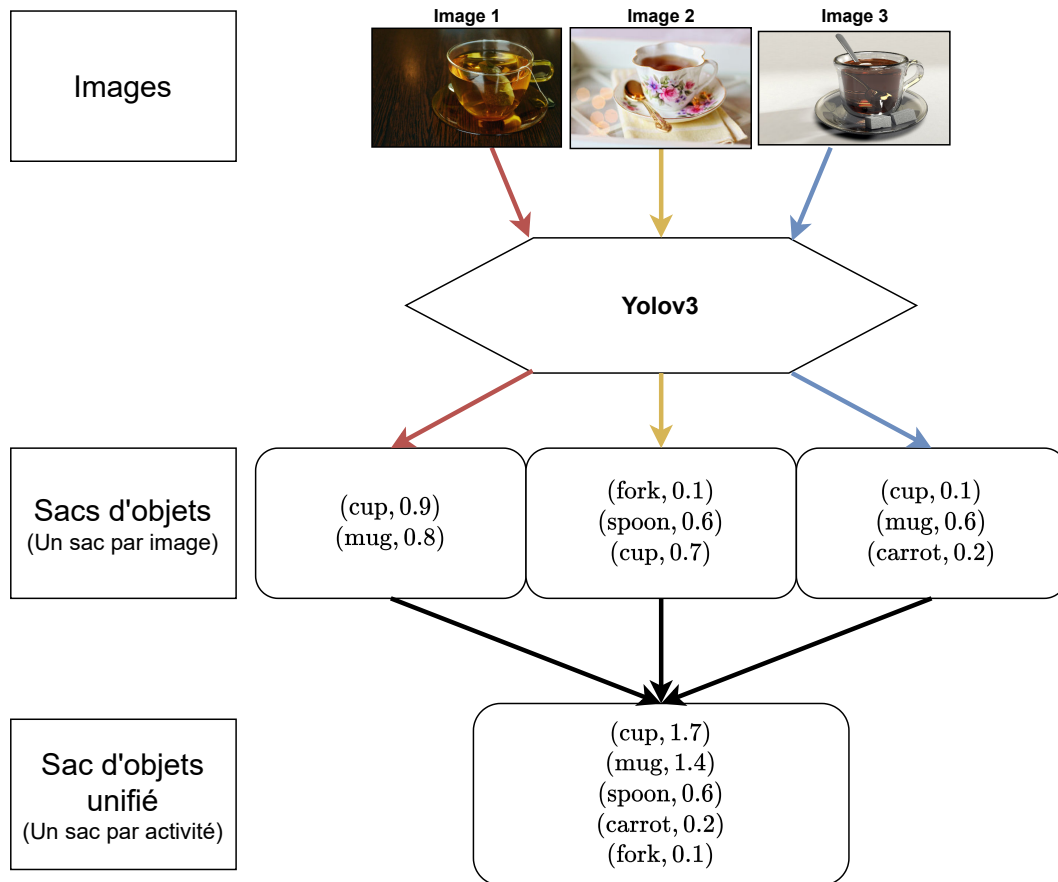 Image 1
Image 2
Image 3
Images
Yolov3
Sacs d'objets
(Un sac par image)
(cup, 0.9)
(mug, 0.8)
(fork, 0.1)
(spoon, 0.6)
(cup, 0.7)
(cup, 0.1)
(mug, 0.6)
(carrot, 0.2)
Sac d'objets
unifié
(Un sac par activité)
(cup, 1.7)
(mug, 1.4)
(spoon, 0.6)
(carrot, 0.2)
(fork, 0.1)